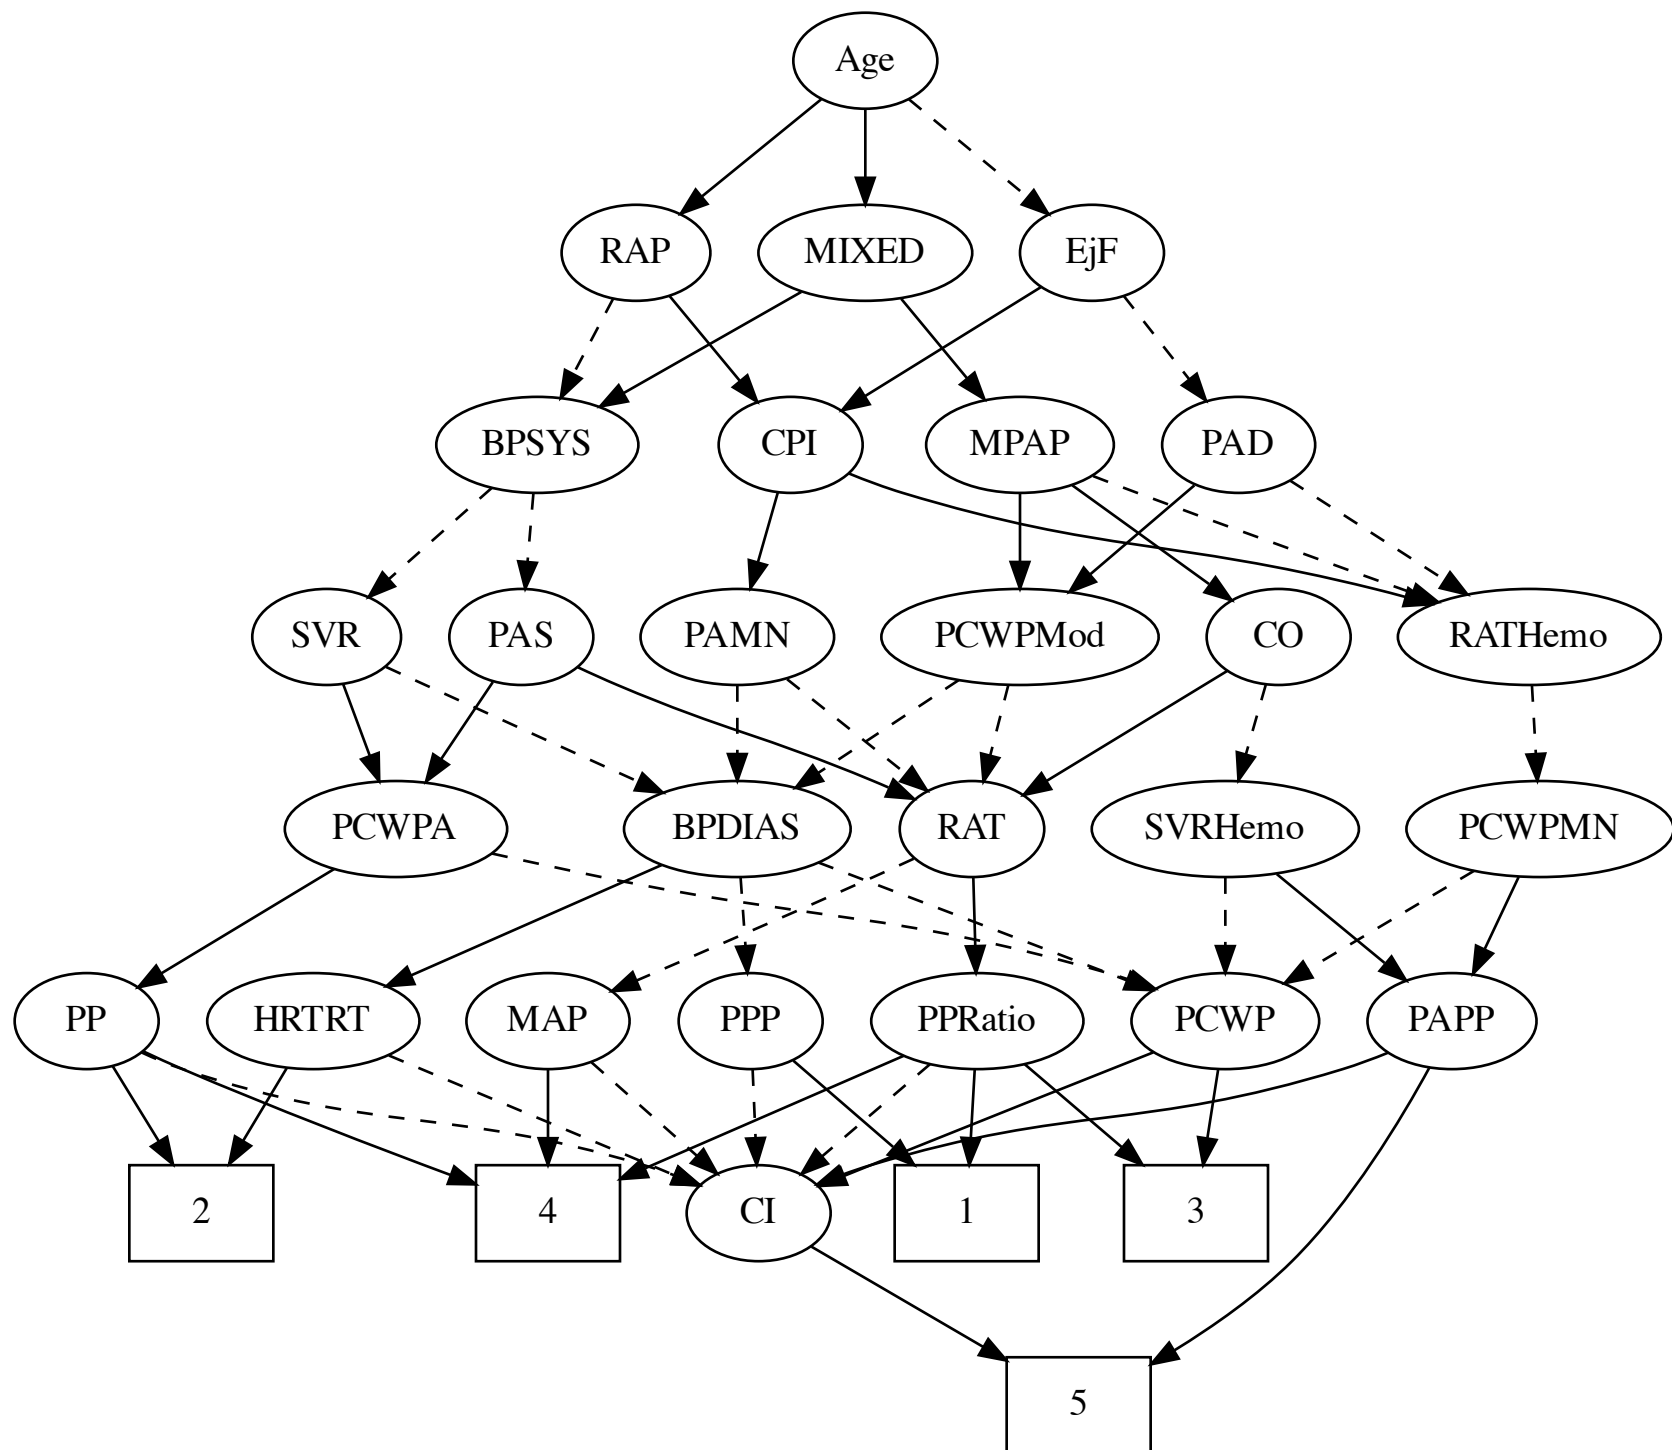 Age
RAP MIXED EjF
BPSYS CPI MPAP PAD
SVR PAS PAMN PCWPMod CO RATHemo
PCWPA BPDIAS RAT SVRHemo PCWPMN
PP HRTRT MAP PPP PPRatio PCWP PAPP
2 4 CI 1 3
5